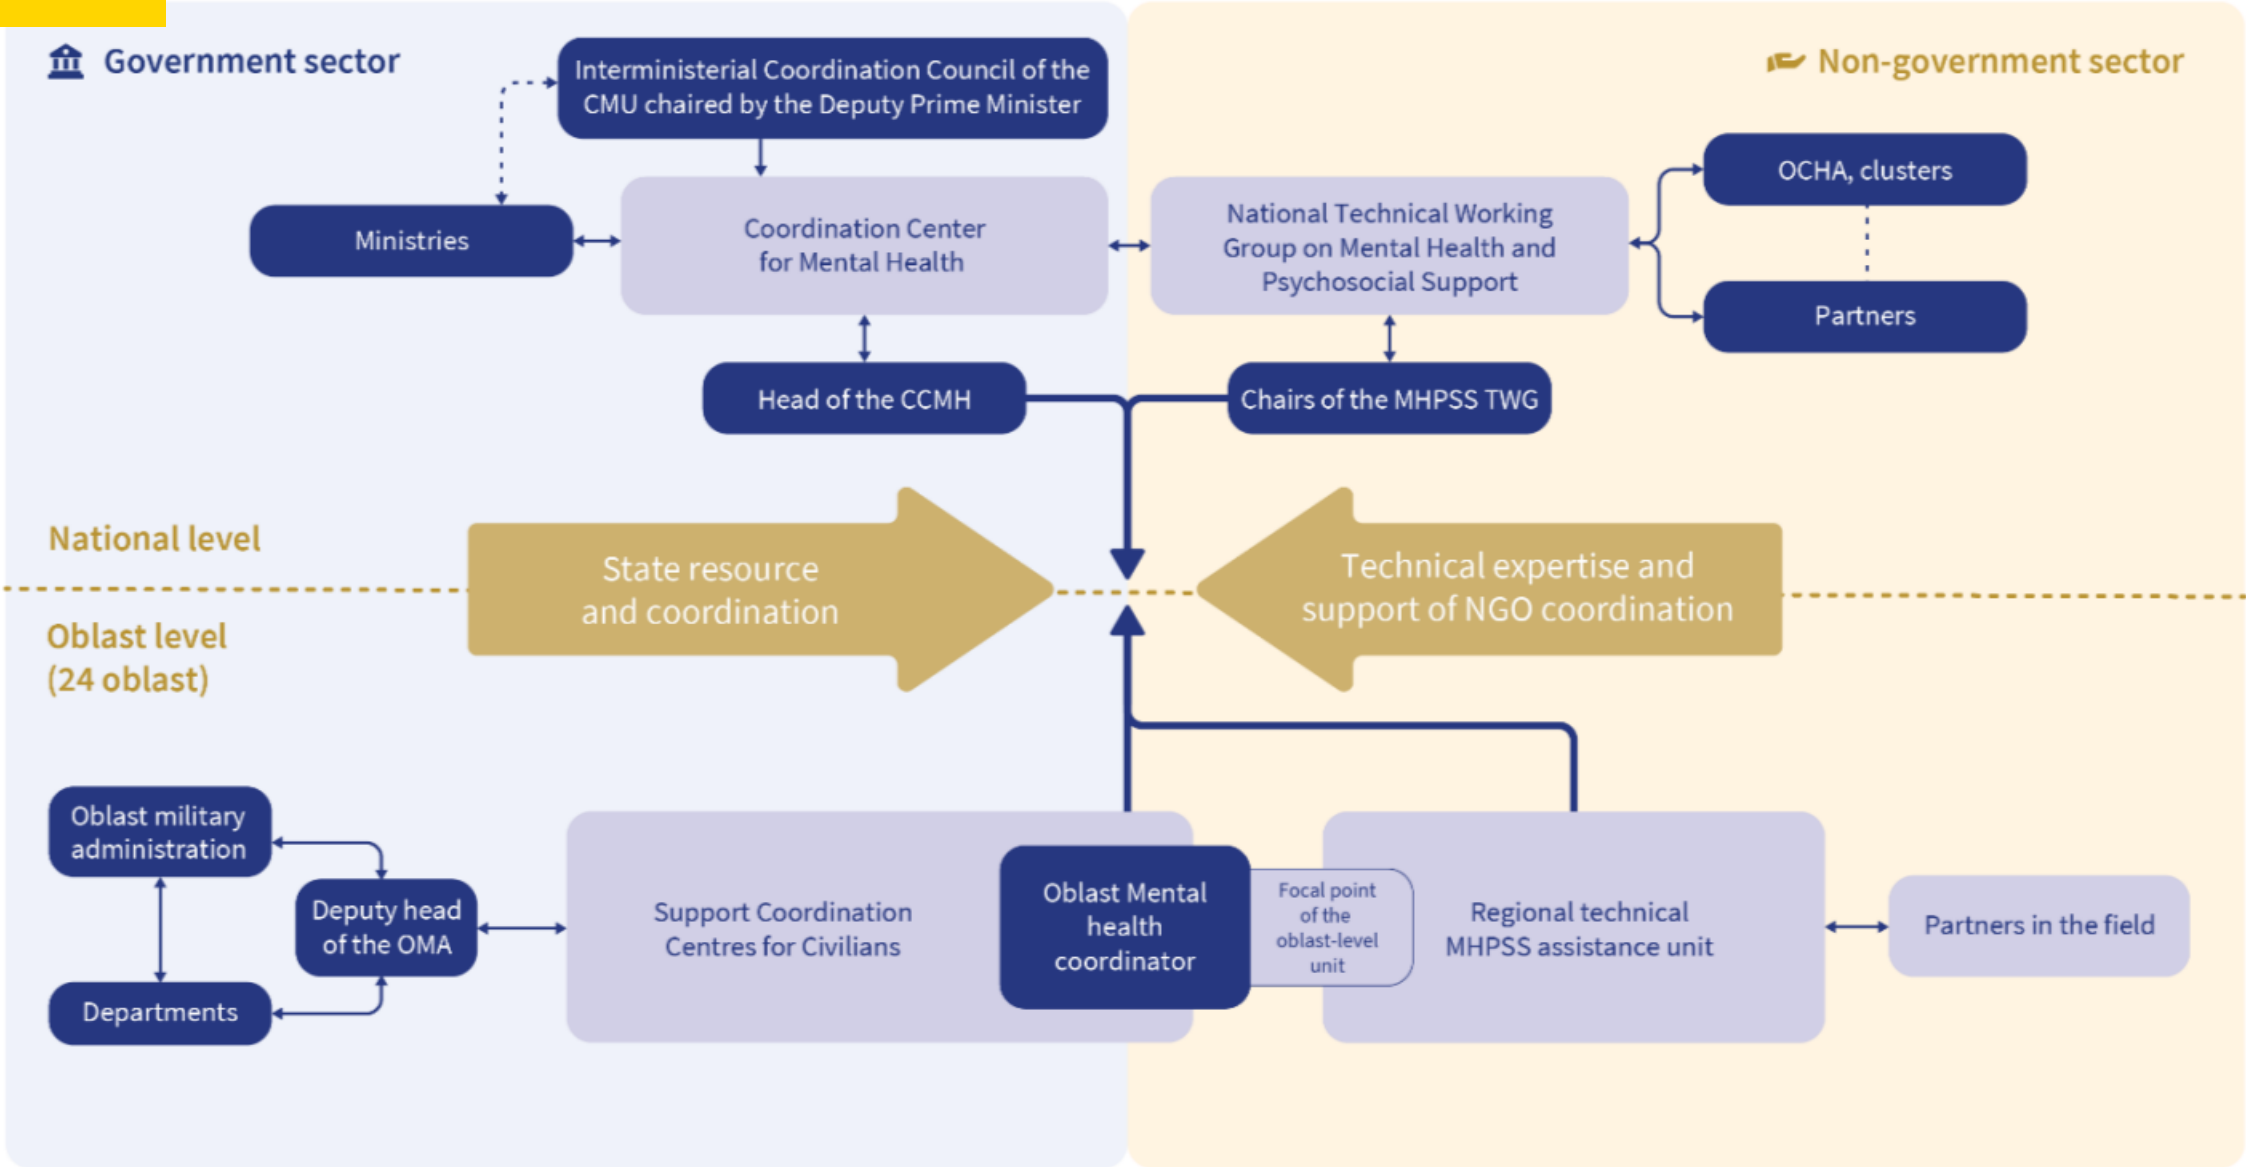 Government sector
Non-government sector
Interministerial Coordination Council of the
CMU chaired by the Deputy Prime Minister
OCHA, clusters
Ministries
Coordination Center
for Mental Health
National Technical Working
Group on Mental Health and
Psychosocial Support
Partners
Head of the CCMH
Chairs of the MHPSS TWG
National level
State resource
and coordination
Technical expertise and
support of NGO coordination
Oblast level
(24 oblast)
Oblast military
administration
Deputy head
of the OMA
Departments
Support Coordination
Centres for Civilians
Oblast Mental
health
coordinator
Focal point
of the
oblast-level
unit
Regional technical
MHPSS assistance unit
Partners in the field